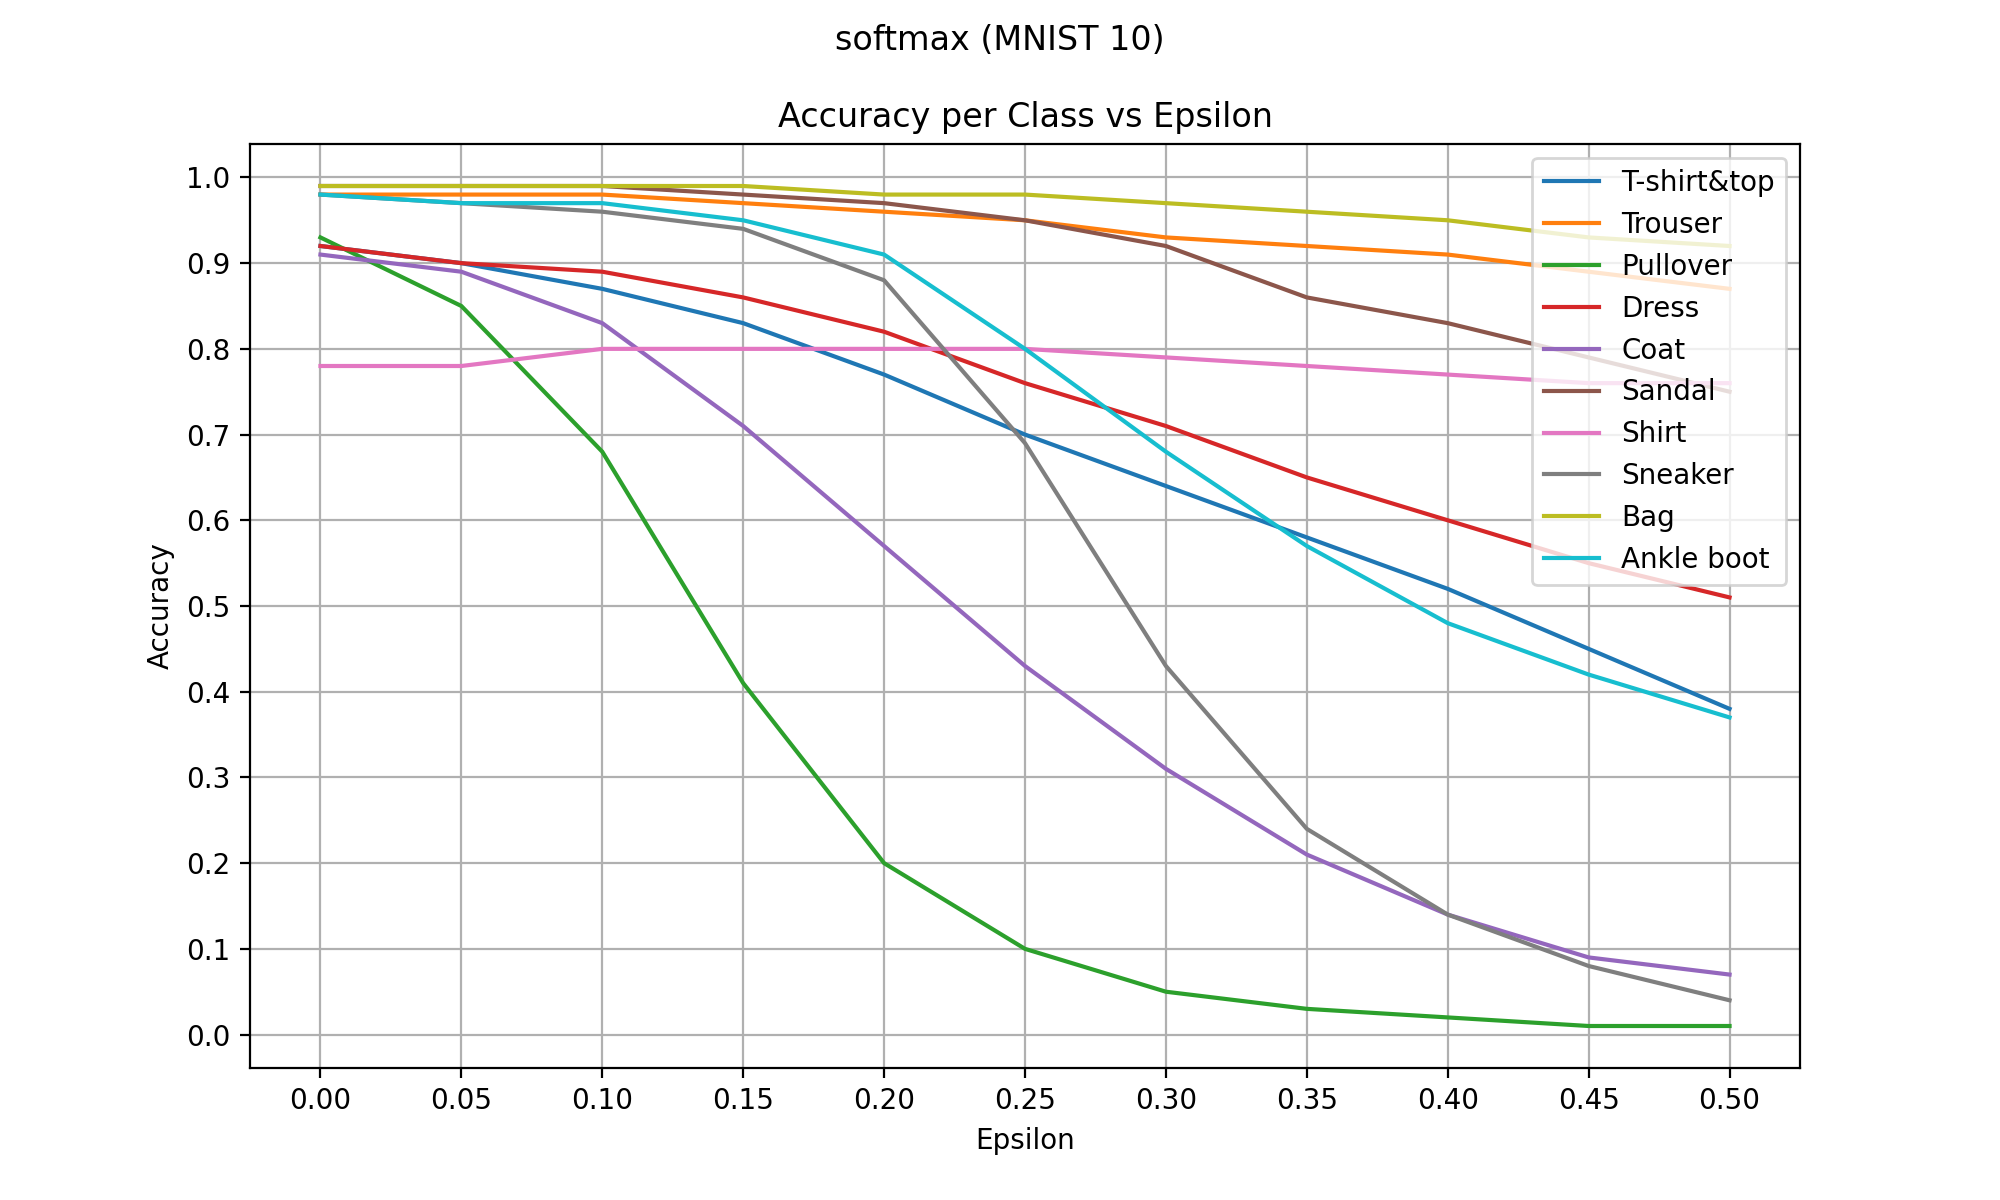 softmax (MNIST 10)
Accuracy per Class vs Epsilon
1.0
0.9
0.8
0.7
0.6
0.5
0.4
0.3
0.2
0.1
0.0
Accuracy
T-shirt&top
Trouser
Pullover
Dress
Coat
Sandal
Shirt
Sneaker
Bag
Ankle boot
0.00 0.05 0.10 0.15 0.20 0.25 0.30 0.35 0.40 0.45 0.50
Epsilon